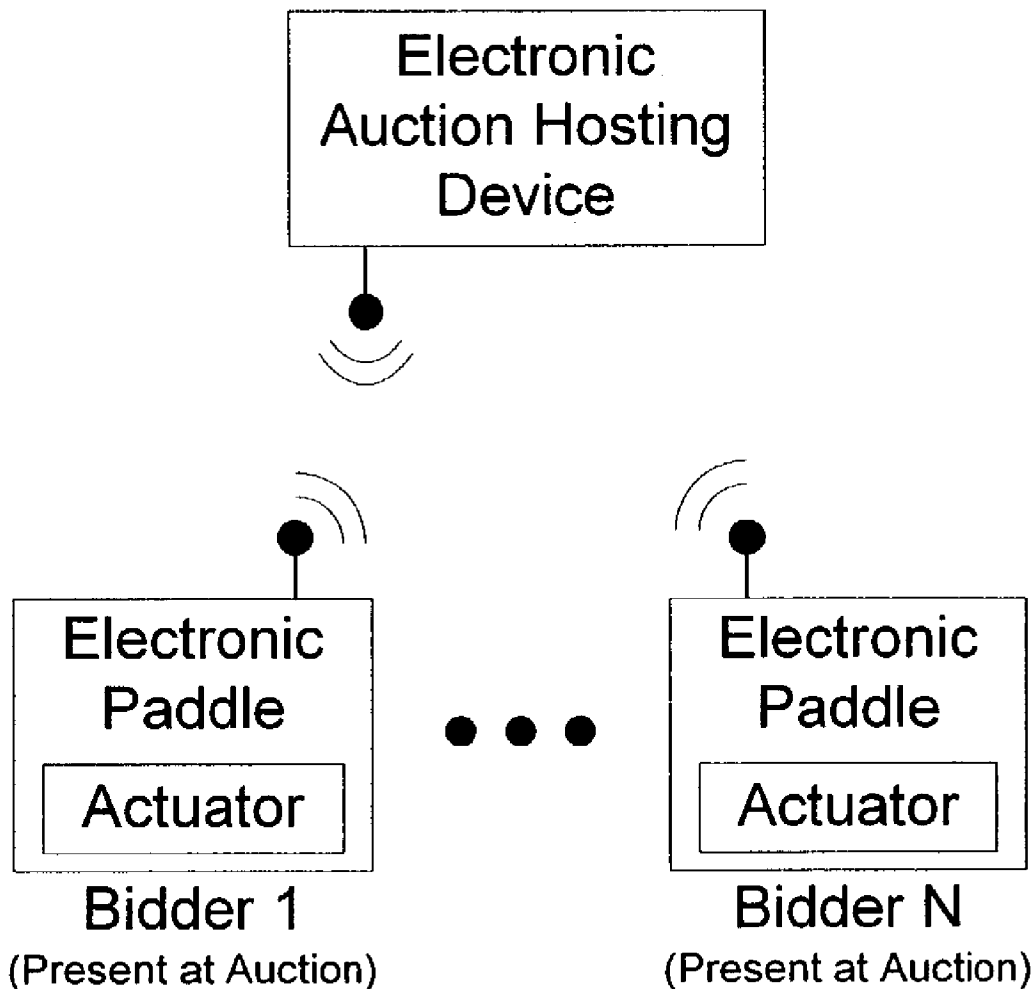 Electronic
Auction Hosting
Device
Electronic
Paddle
Actuator
Bidder 1
(Present at Auction)
Electronic
Paddle
Actuator
Bidder N
(Present at Auction)